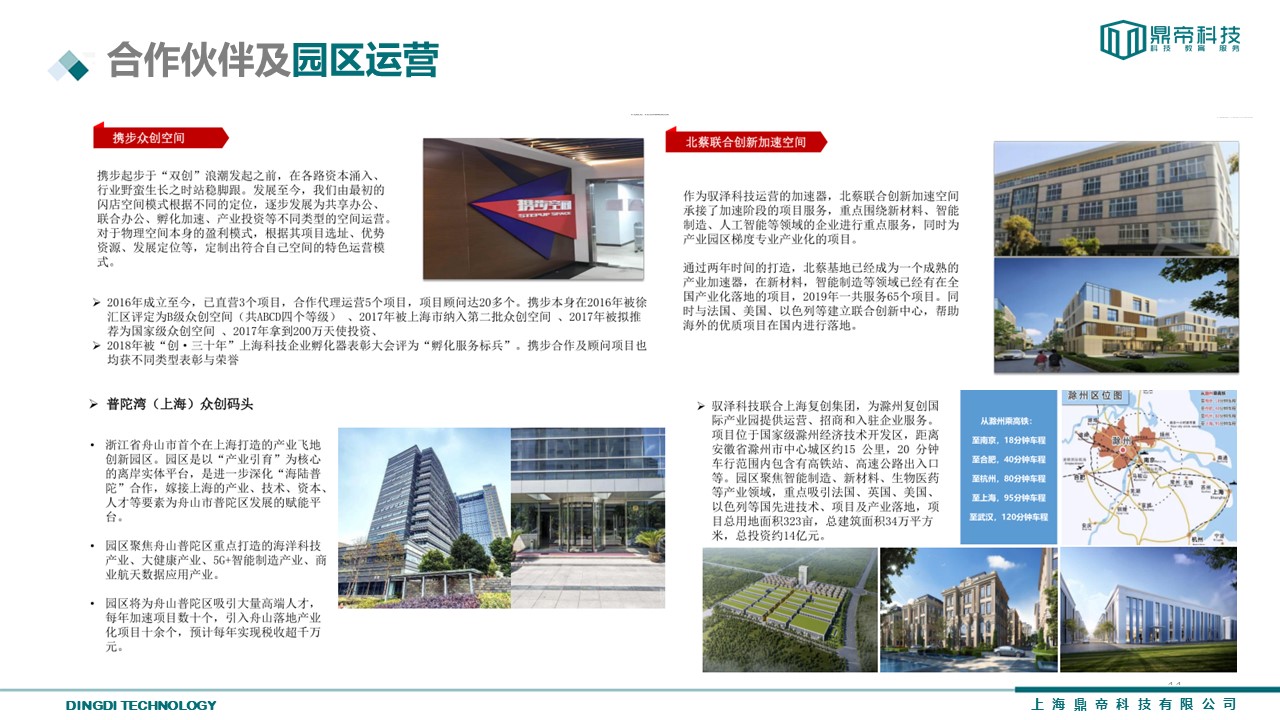 合作伙伴及园区运营
鼎帝科技
科技 教育 服务
携步众创空间
携步起步于“双创”浪潮发起之前，在各路资本涌入、
行业野蛮生长之时站稳脚跟。发展至今，我们由最初的
闪店空间模式根据不同的定位，逐步发展为共享办公、
联合办公、孵化加速、产业投资等不同类型的空间运营。
对于物理空间本身的盈利模式，根据其项目选址、优势
资源、发展定位等，定制出符合自己空间的特色运营模
式。
携步空间
STEPUP SPACE
➢ 2016年成立至今，已直营3个项目，合作代理运营5个项目，项目顾问达20多个。携步本身在2016年被徐
汇区评定为B级众创空间（共ABCD四个等级） 、2017年被上海市纳入第二批众创空间 、2017年被拟推
荐为国家级众创空间 、2017年拿到200万天使投资、
➢ 2018年被“创·三十年”上海科技企业孵化器表彰大会评为“孵化服务标兵”。携步合作及顾问项目也
均获不同类型表彰与荣誉
➢ 普陀湾（上海）众创码头
• 浙江省舟山市首个在上海打造的产业飞地
创新园区。园区是以“产业引育”为核心
的离岸实体平台，是进一步深化“海陆普
陀”合作，嫁接上海的产业、技术、资本、
人才等要素为舟山市普陀区发展的赋能平
台。
• 园区聚焦舟山普陀区重点打造的海洋科技
产业、大健康产业、5G+智能制造产业、商
业航天数据应用产业。
• 园区将为舟山普陀区吸引大量高端人才，
每年加速项目数十个，引入舟山落地产业
化项目十余个，预计每年实现税收超千万
元。
北蔡联合创新加速空间
作为驭泽科技运营的加速器，北蔡联合创新加速空间
承接了加速阶段的项目服务，重点围绕新材料、智能
制造、人工智能等领域的企业进行重点服务，同时为
产业园区梯度专业产业化的项目。
通过两年时间的打造，北蔡基地已经成为一个成熟的
产业加速器，在新材料，智能制造等领域已经有在全
国产业化落地的项目，2019年一共服务65个项目。同
时与法国、美国、以色列等建立联合创新中心，帮助
海外的优质项目在国内进行落地。
➢ 驭泽科技联合上海复创集团，为滁州复创国
际产业园提供运营、招商和入驻企业服务。
项目位于国家级滁州经济技术开发区，距离
安徽省滁州市中心城区约15 公里，20 分钟
车行范围内包含有高铁站、高速公路出入口
等。园区聚焦智能制造、新材料、生物医药
等产业领域，重点吸引法国、英国、美国、
以色列等国先进技术、项目及产业落地，项
目总用地面积323亩，总建筑面积34万平方
米，总投资约14亿元。
从滁州乘高铁：
至南京，18分钟车程
至合肥，40分钟车程
至杭州，80分钟车程
至上海，95分钟车程
至武汉，120分钟车程
滁州区位图
滁州
南京
合肥
上海
杭州
宁波
DINGDI TECHNOLOGY
上海鼎帝科技有限公司